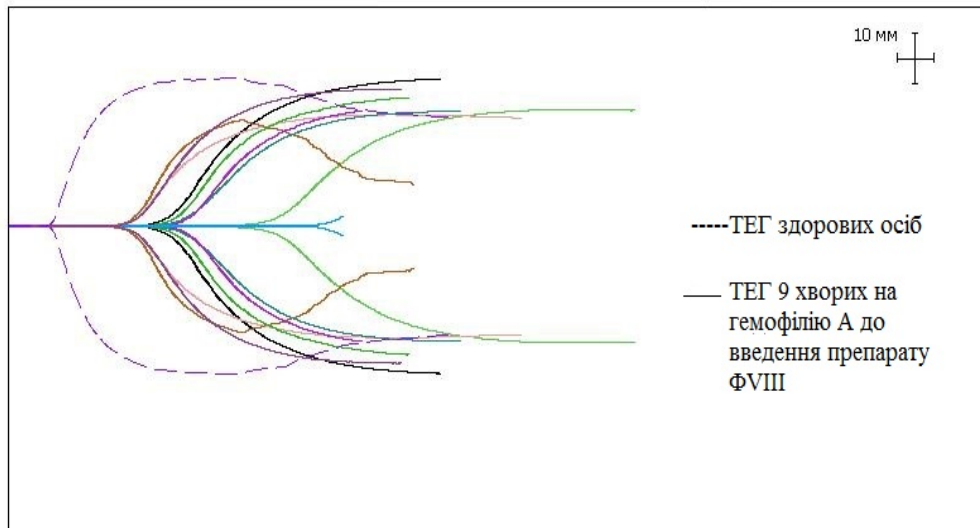 10 мм
-----ТЕГ здорових осіб
— ТЕГ 9 хворих на
гемофілію А до
введення препарату
ФVIII